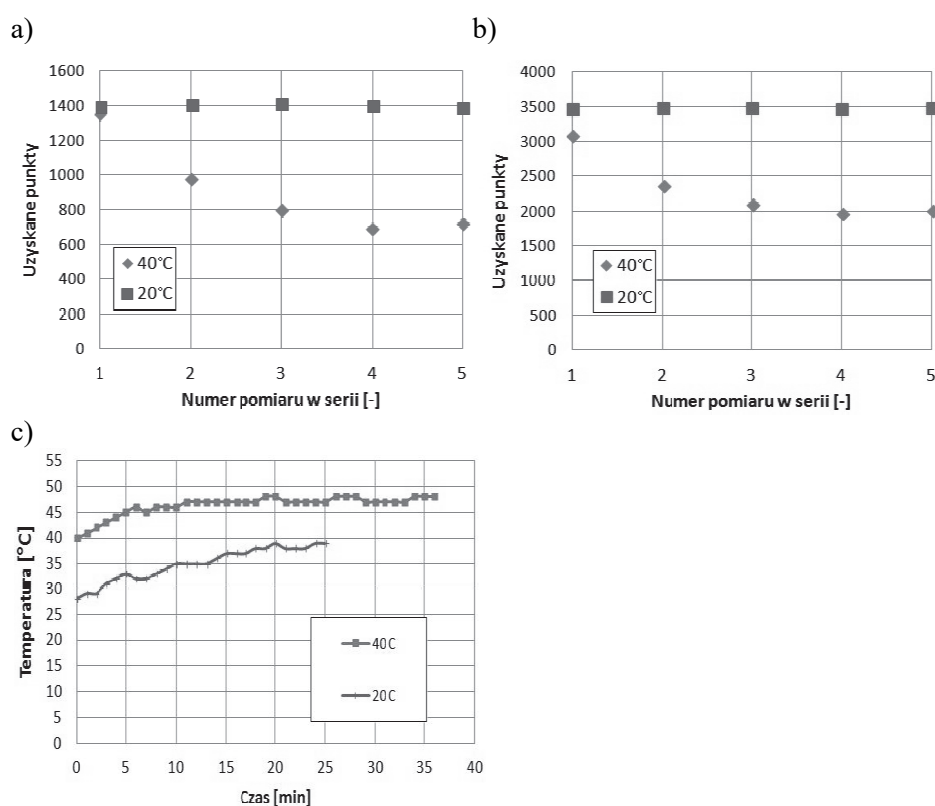 a)
Uzyskane punkty
1600
1400
1200
1000
800
600
400
200
0
40°C
20°C
1 2 3 4 5
Numer pomiaru w serii [-]
b)
Uzyskane punkty
4000
3500
3000
2500
2000
1500
1000
500
0
40°C
20°C
1 2 3 4 5
Numer pomiaru w serii [-]
c)
Temperatura [°C]
55
50
45
40
35
30
25
20
15
10
5
0
40C
20C
0 5 10 15 20 25 30 35 40
Czas [min]